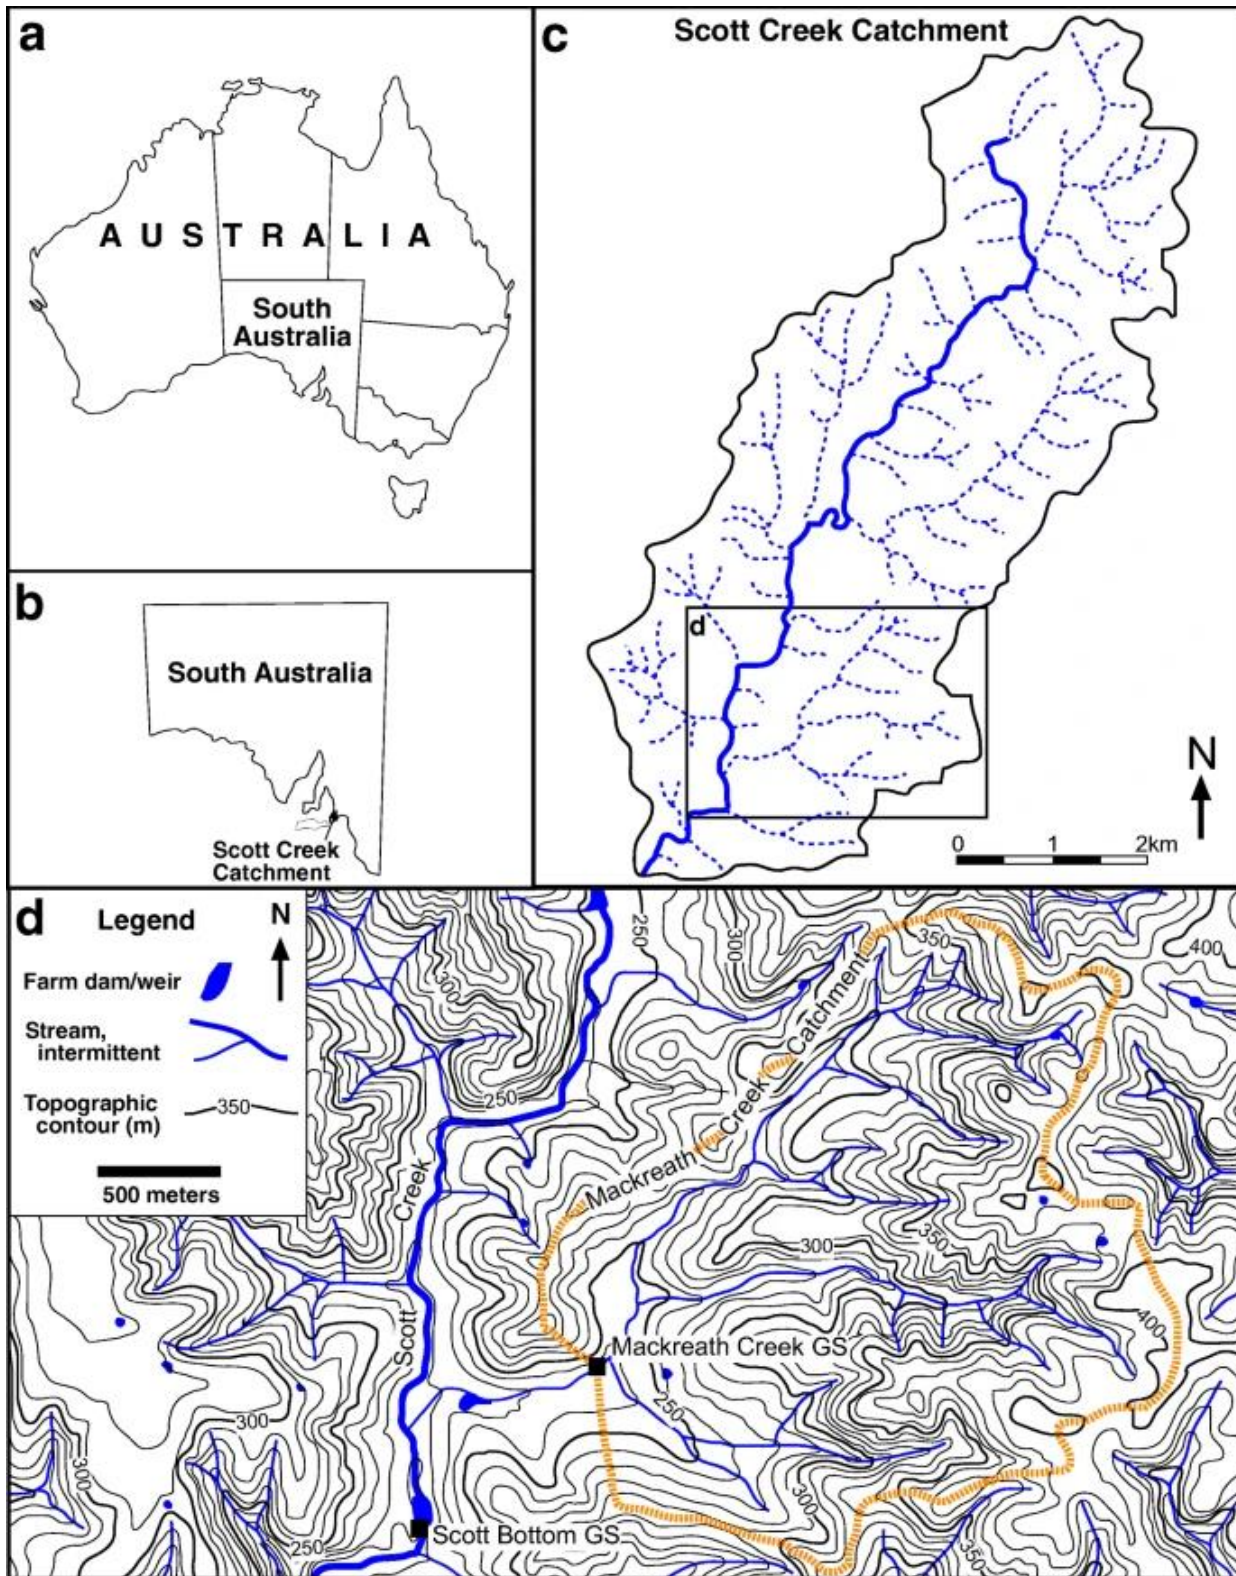 a
A U S T R A L I A
South
Australia
b
South Australia
Scott Creek
Catchment
c
Scott Creek Catchment
d
N
0 1 2km
d
Legend
N
Farm dam/weir
Stream,
intermittent
Topographic
contour (m)
350
500 meters
250
300
350
400
300
250
Mackreath Creek Catchment
Scott Creek
300
350
400
Mackreath Creek GS
250
300
300
300
250
Scott Bottom GS
350